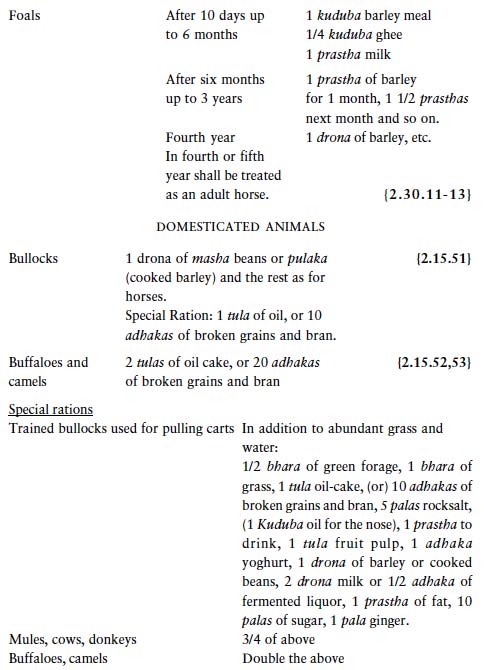 Foals After 10 days up 1 kuduba barley meal
to 6 months 1/4 kuduba ghee
1 prastha milk
After six months 1 prastha of barley
up to 3 years for 1 month, 1 1/2 prasthas
next month and so on.
Fourth year 1 drona of barley, etc.
In fourth or fifth
year shall be treated
as an adult horse. {2.30.11-13}
DOMESTICATED ANIMALS
Bullocks 1 drona of masha beans or pulaka {2.15.51}
(cooked barley) and the rest as for
horses.
Special Ration: 1 tula of oil, or 10
adhakas of broken grains and bran.
Buffaloes and 2 tulas of oil cake, or 20 adhakas {2.15.52,53}
camels of broken grains and bran
Special rations
Trained bullocks used for pulling carts In addition to abundant grass and
water:
1/2 bhara of green forage, 1 bhara of
grass, 1 tula oil-cake, (or) 10 adhakas of
broken grains and bran, 5 palas rocksalt,
(1 Kuduba oil for the nose), 1 prastha to
drink, 1 tula fruit pulp, 1 adhaka
yoghurt, 1 drona of barley or cooked
beans, 2 drona milk or 1/2 adhaka of
fermented liquor, 1 prastha of fat, 10
palas of sugar, 1 pala ginger.
Mules, cows, donkeys 3/4 of above
Buffaloes, camels Double the above